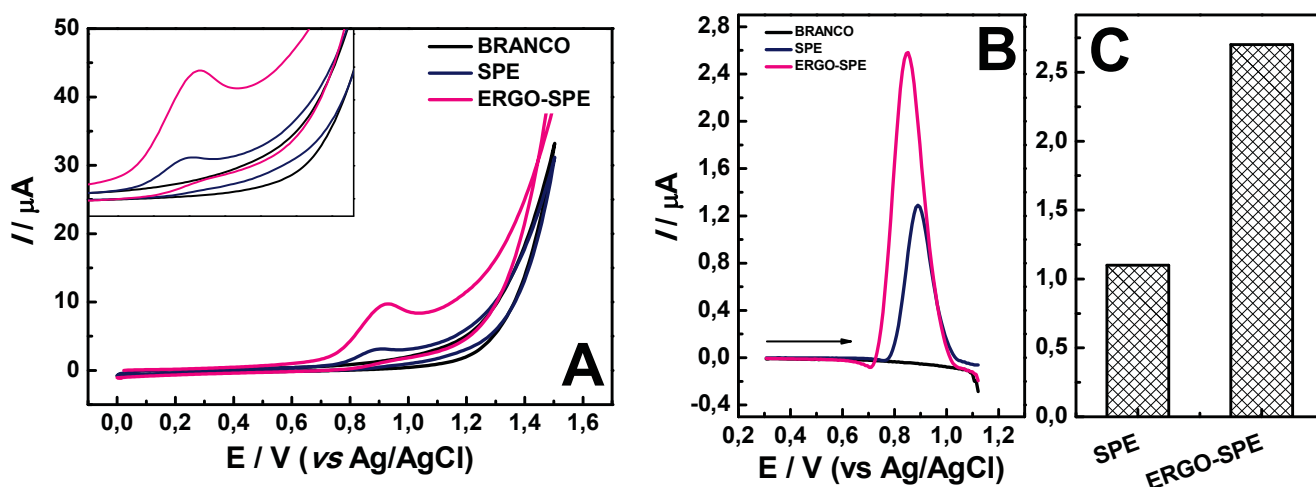 50
40
30
20
10
0
I // µA
BRANCO
SPE
ERGO-SPE
A
0,0 0,2 0,4 0,6 0,8 1,0 1,2 1,4 1,6
E / V (vs Ag/AgCl)
2,8
2,4
2,0
1,6
1,2
0,8
0,4
0,0
-0,4
I // µA
BRANCO
SPE
ERGO-SPE
B
0,2 0,4 0,6 0,8 1,0 1,2
E / V (vs Ag/AgCl)
C
2,5
2,0
1,5
1,0
0,5
0,0
SPE
ERGO-SPE